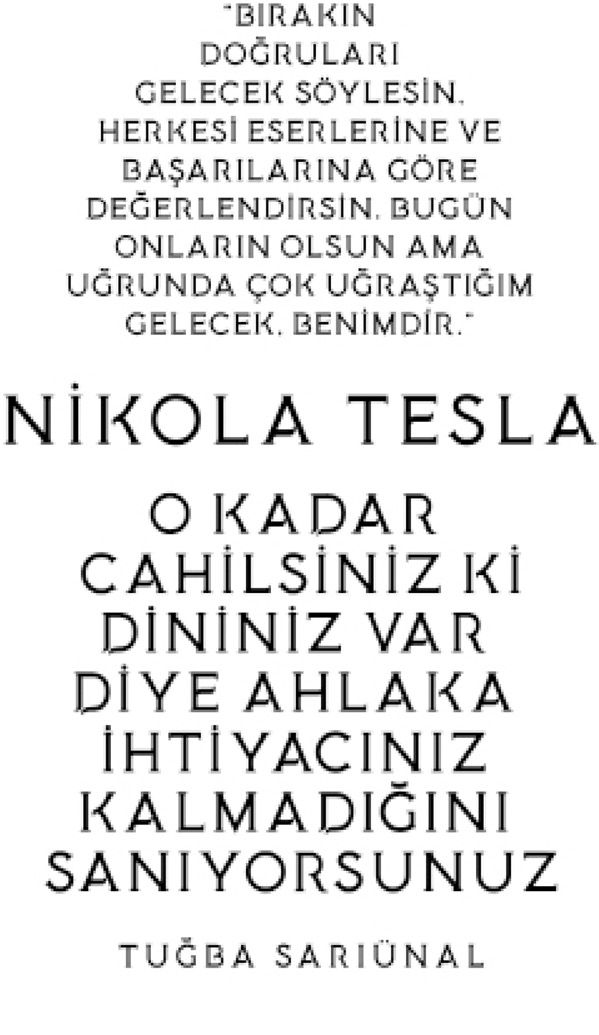 "BIRAKIN
DOĞRULARI
GELECEK SÖYLESİN,
HERKESİ ESERLERİNE VE
BAŞARILARINA GÖRE
DEĞERLENDİRSİN. BUGÜN
ONLARIN OLSUN AMA
UĞRUNDA ÇOK UĞRAŞTIĞIM
GELECEK, BENİMDİR."
NİKOLA TESLA
O KADAR
CAHİLSİNİZ Kİ
DİNİNİZ VAR
DİYE AHLAKA
İHTİYACINIZ
KALMADIĞINI
SANIYORSUNUZ
TUĞBA SARIÜNAL